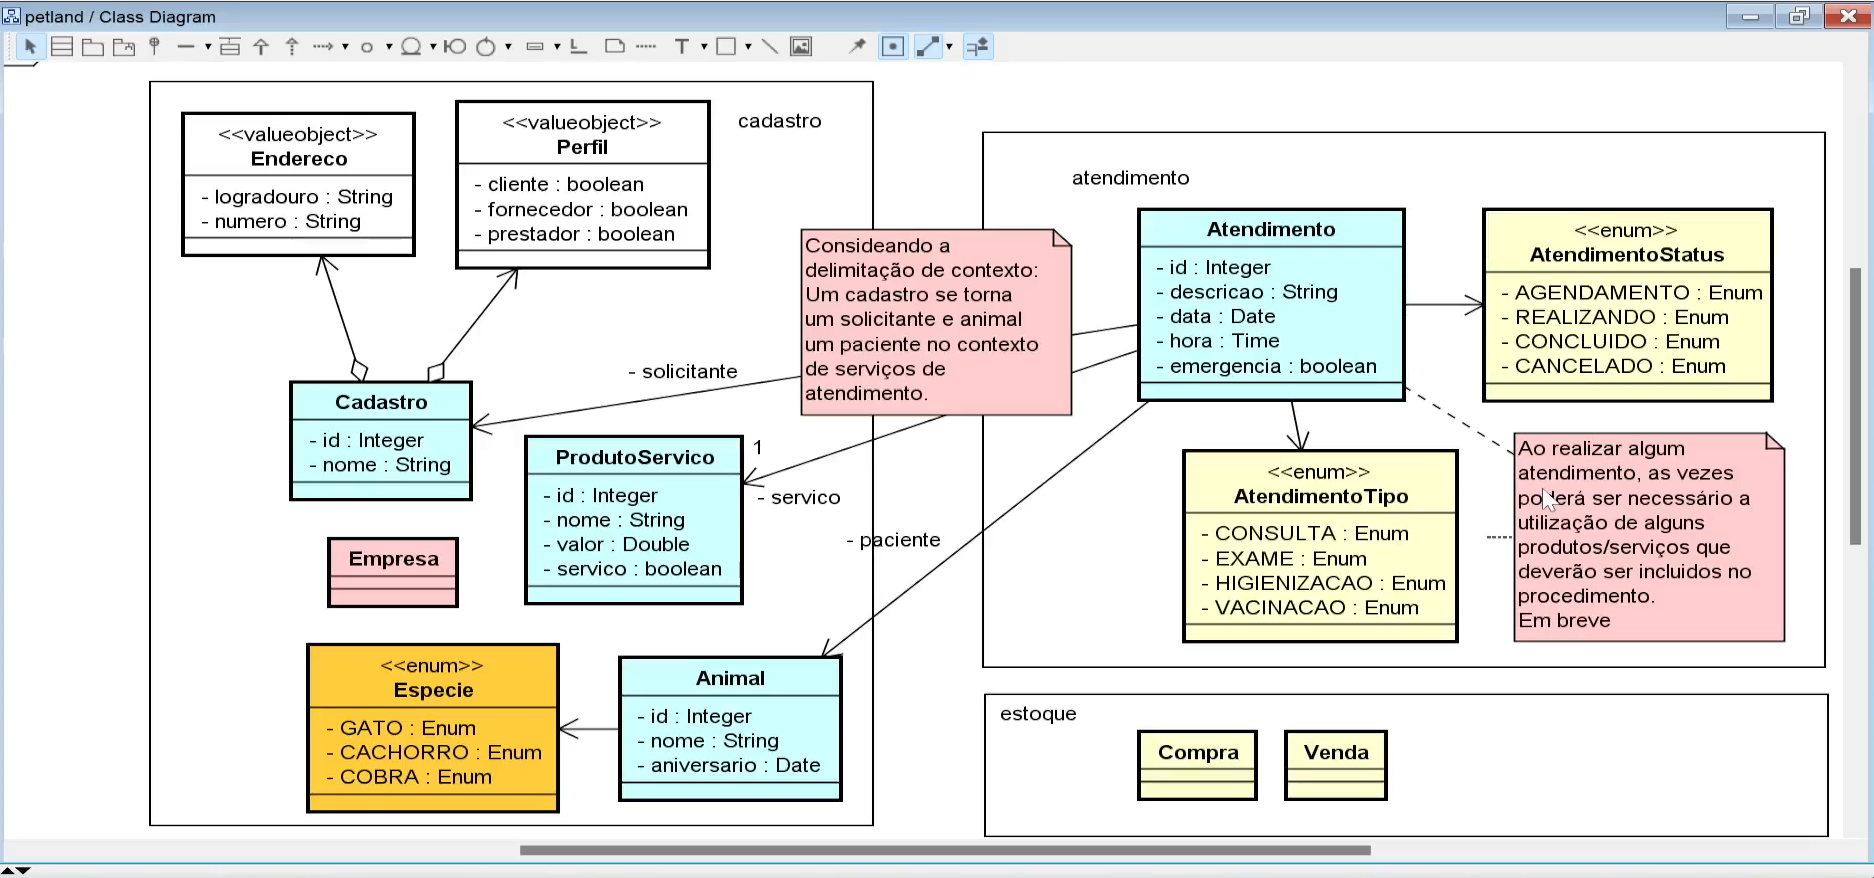 petland / Class Diagram
cadastro
<<valueobject>>
Endereco
- logradouro : String
- numero : String
<<valueobject>>
Perfil
- cliente : boolean
- fornecedor : boolean
- prestador : boolean
Cadastro
- id : Integer
- nome : String
- solicitante
ProdutoServico
- id : Integer
- nome : String
- valor : Double
- servico : boolean
1
- servico
- paciente
Empresa
<<enum>>
Especie
- GATO : Enum
- CACHORRO : Enum
- COBRA : Enum
Animal
- id : Integer
- nome : String
- aniversario : Date
Consideando a
delimitação de contexto:
Um cadastro se torna
um solicitante e animal
um paciente no contexto
de serviços de
atendimento.
atendimento
Atendimento
- id : Integer
- descricao : String
- data : Date
- hora : Time
- emergencia : boolean
<<enum>>
AtendimentoStatus
- AGENDAMENTO : Enum
- REALIZANDO : Enum
- CONCLUIDO : Enum
- CANCELADO : Enum
<<enum>>
AtendimentoTipo
- CONSULTA : Enum
- EXAME : Enum
- HIGIENIZACAO : Enum
- VACINACAO : Enum
Ao realizar algum
atendimento, as vezes
poderá ser necessário a
utilização de alguns
produtos/serviços que
deverão ser incluidos no
procedimento.
Em breve
estoque
Compra
Venda